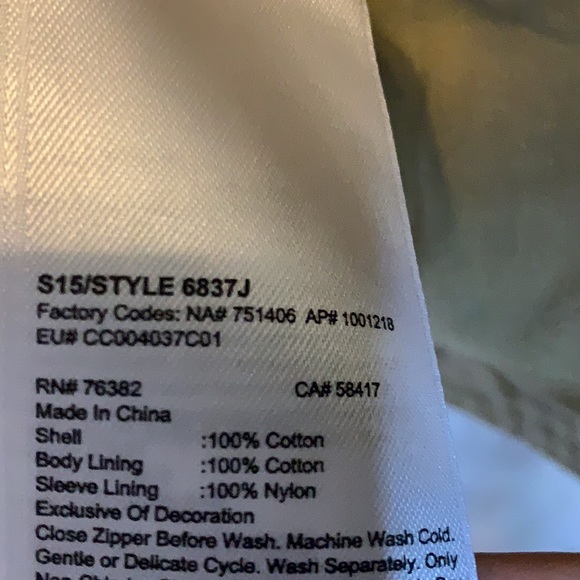 S15/STYLE 6837J
Factory Codes: NA# 751406 AP# 1001218
EU# CC004037C01
RN# 76382 CA# 58417
Made In China
Shell :100% Cotton
Body Lining :100% Cotton
Sleeve Lining :100% Nylon
Exclusive Of Decoration
Close Zipper Before Wash. Machine Wash Cold.
Gentle or Delicate Cycle. Wash Separately. Only